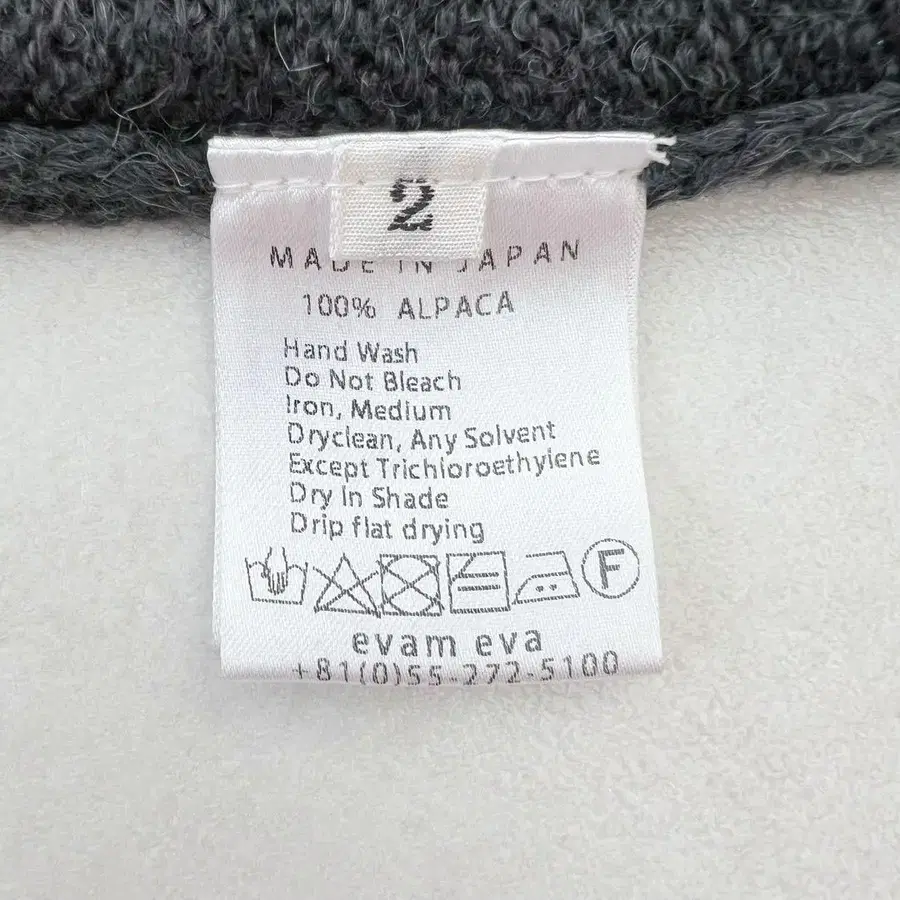 2
MADE IN JAPAN
100% ALPACA
Hand Wash
Do Not Bleach
Iron, Medium
Dryclean, Any Solvent
Except Trichloroethylene
Dry In Shade
Drip flat drying
F
evam eva
+81(0)55-272-5100